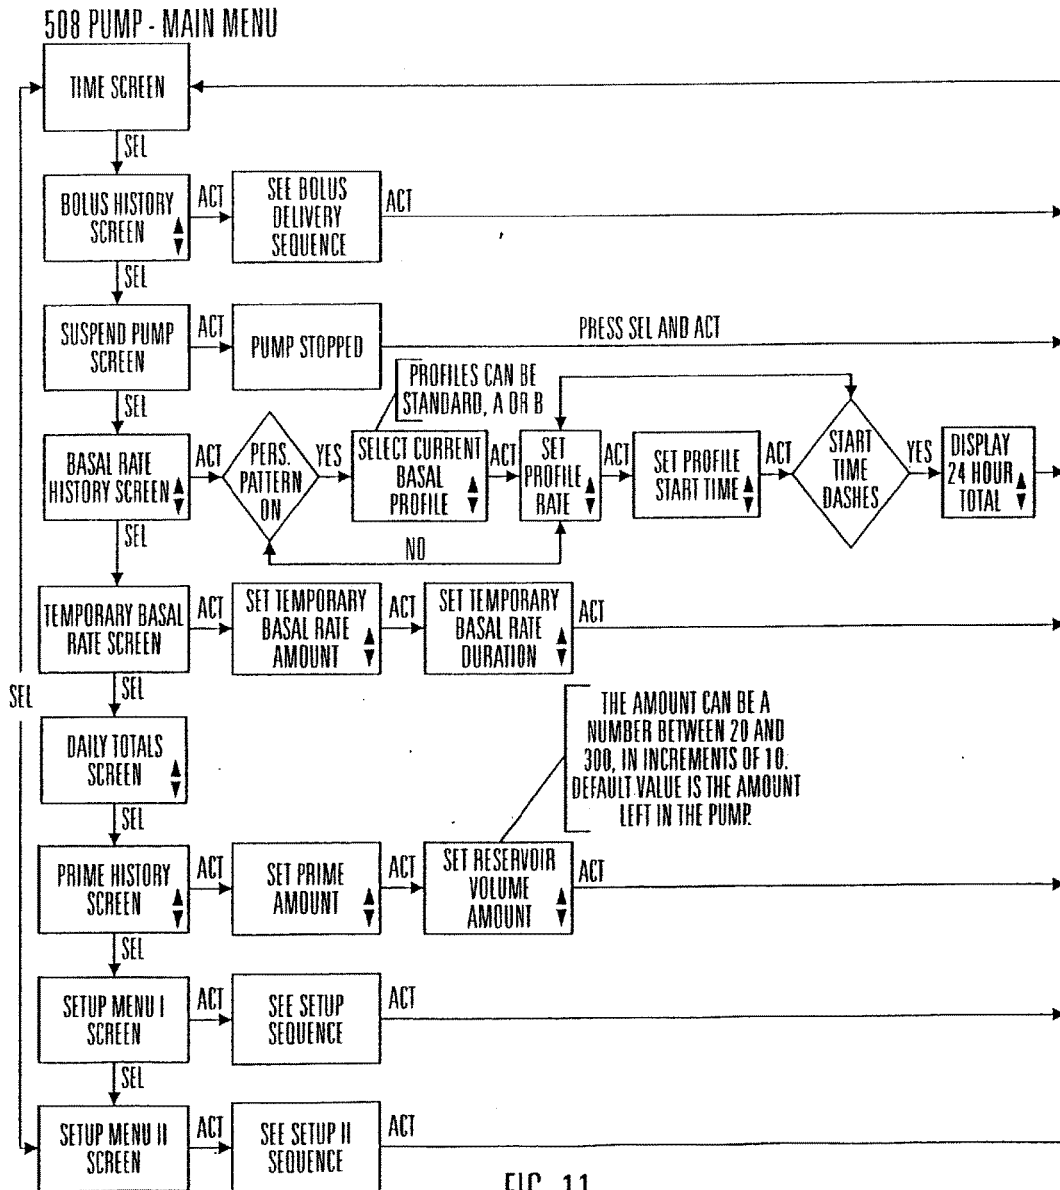 508 PUMP - MAIN MENU
TIME SCREEN
SEL
BOLUS HISTORY
SCREEN
ACT
SEE BOLUS
DELIVERY
SEQUENCE
ACT
SEL
SUSPEND PUMP
SCREEN
ACT
PUMP STOPPED
PRESS SEL AND ACT
SEL
PROFILES CAN BE
STANDARD, A OR B
BASAL RATE
HISTORY SCREEN
ACT
PERS.
PATTERN
ON
YES
SELECT CURRENT
BASAL
PROFILE
ACT
SET
PROFILE
RATE
ACT
SET PROFILE
START TIME
ACT
START
TIME
DASHES
YES
DISPLAY
24 HOUR
TOTAL
NO
SEL
TEMPORARY BASAL
RATE SCREEN
ACT
SET TEMPORARY
BASAL RATE
AMOUNT
ACT
SET TEMPORARY
BASAL RATE
DURATION
ACT
SEL
SEL
DAILY TOTALS
SCREEN
THE AMOUNT CAN BE A
NUMBER BETWEEN 20 AND
300, IN INCREMENTS OF 10.
DEFAULT VALUE IS THE AMOUNT
LEFT IN THE PUMP.
SEL
PRIME HISTORY
SCREEN
ACT
SET PRIME
AMOUNT
ACT
SET RESERVOIR
VOLUME
AMOUNT
ACT
SEL
SETUP MENU I
SCREEN
ACT
SEE SETUP
SEQUENCE
ACT
SEL
SETUP MENU II
SCREEN
ACT
SEE SETUP II
SEQUENCE
ACT
FIG. 11